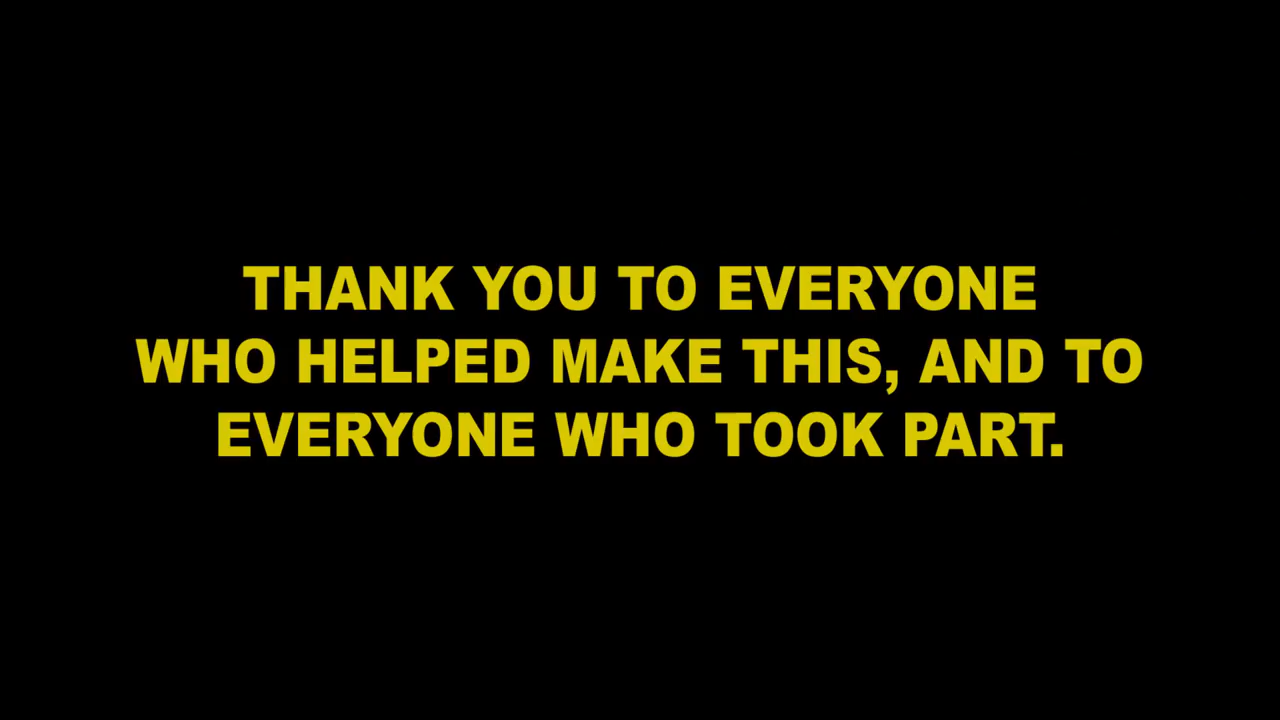 THANK YOU TO EVERYONE
WHO HELPED MAKE THIS, AND TO
EVERYONE WHO TOOK PART.